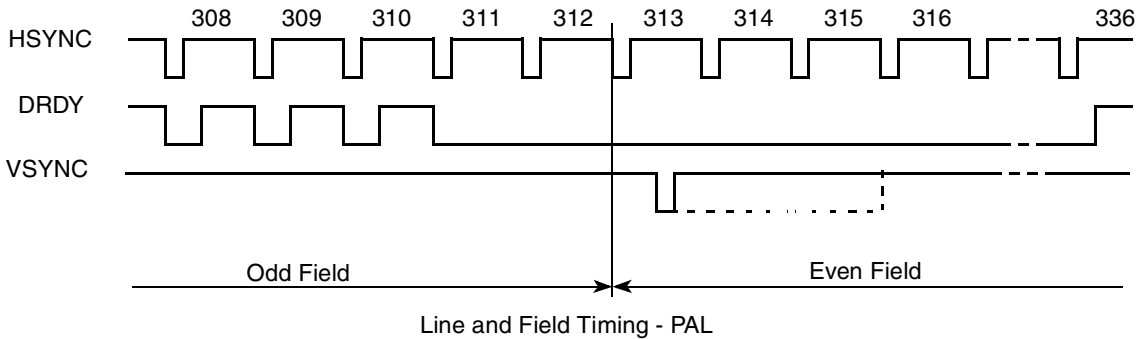 308 309 310 311 312 313 314 315 316 336
HSYNC
DRDY
VSYNC
Odd Field Even Field
Line and Field Timing - PAL